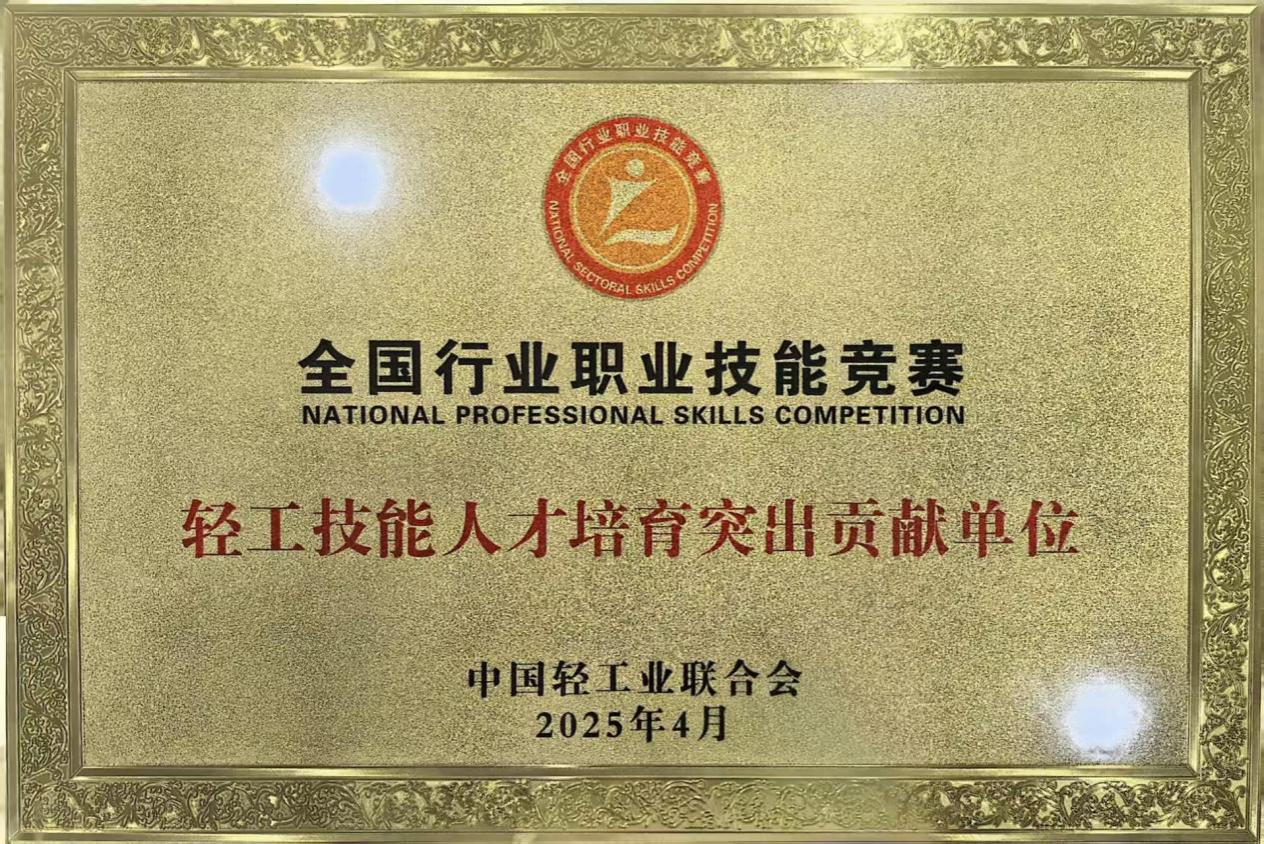 全国行业职业技能竞赛
NATIONAL SECTORAL SKILLS COMPETITION
全国行业职业技能竞赛
NATIONAL PROFESSIONAL SKILLS COMPETITION
轻工技能人才培育突出贡献单位
中国轻工业联合会
2025年4月